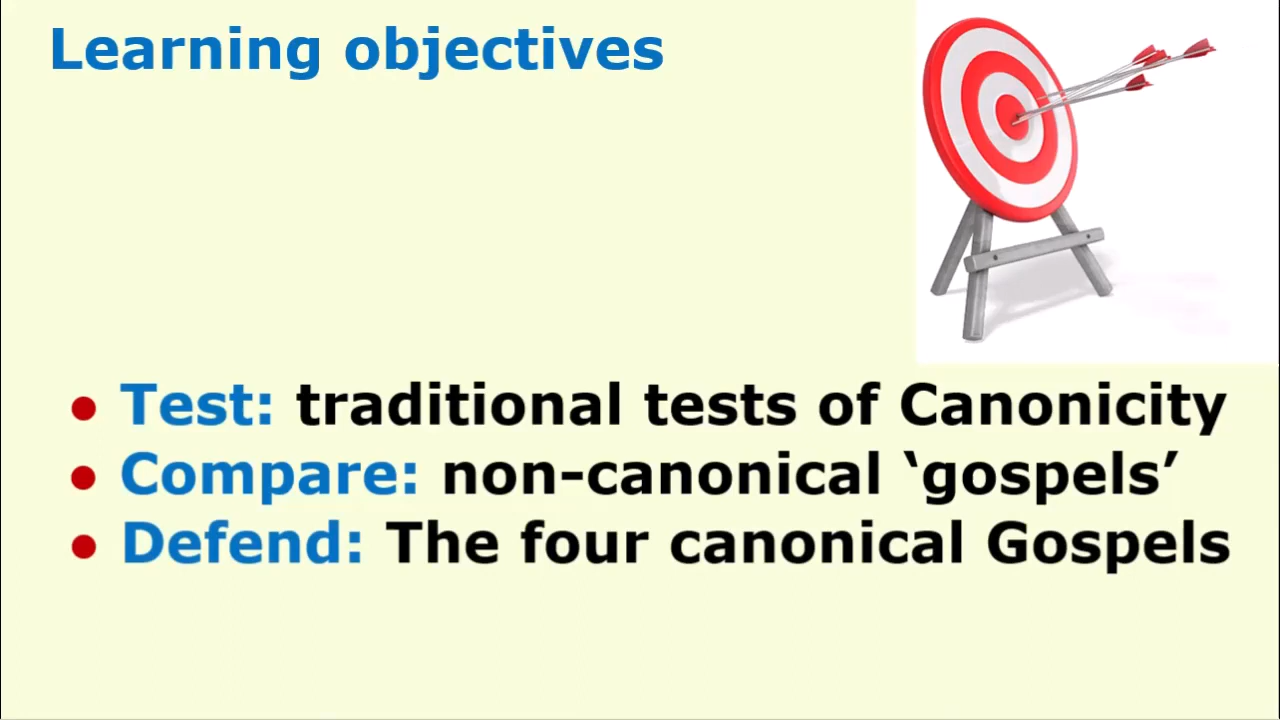 Learning objectives
● Test: traditional tests of Canonicity
● Compare: non-canonical ‘gospels’
● Defend: The four canonical Gospels